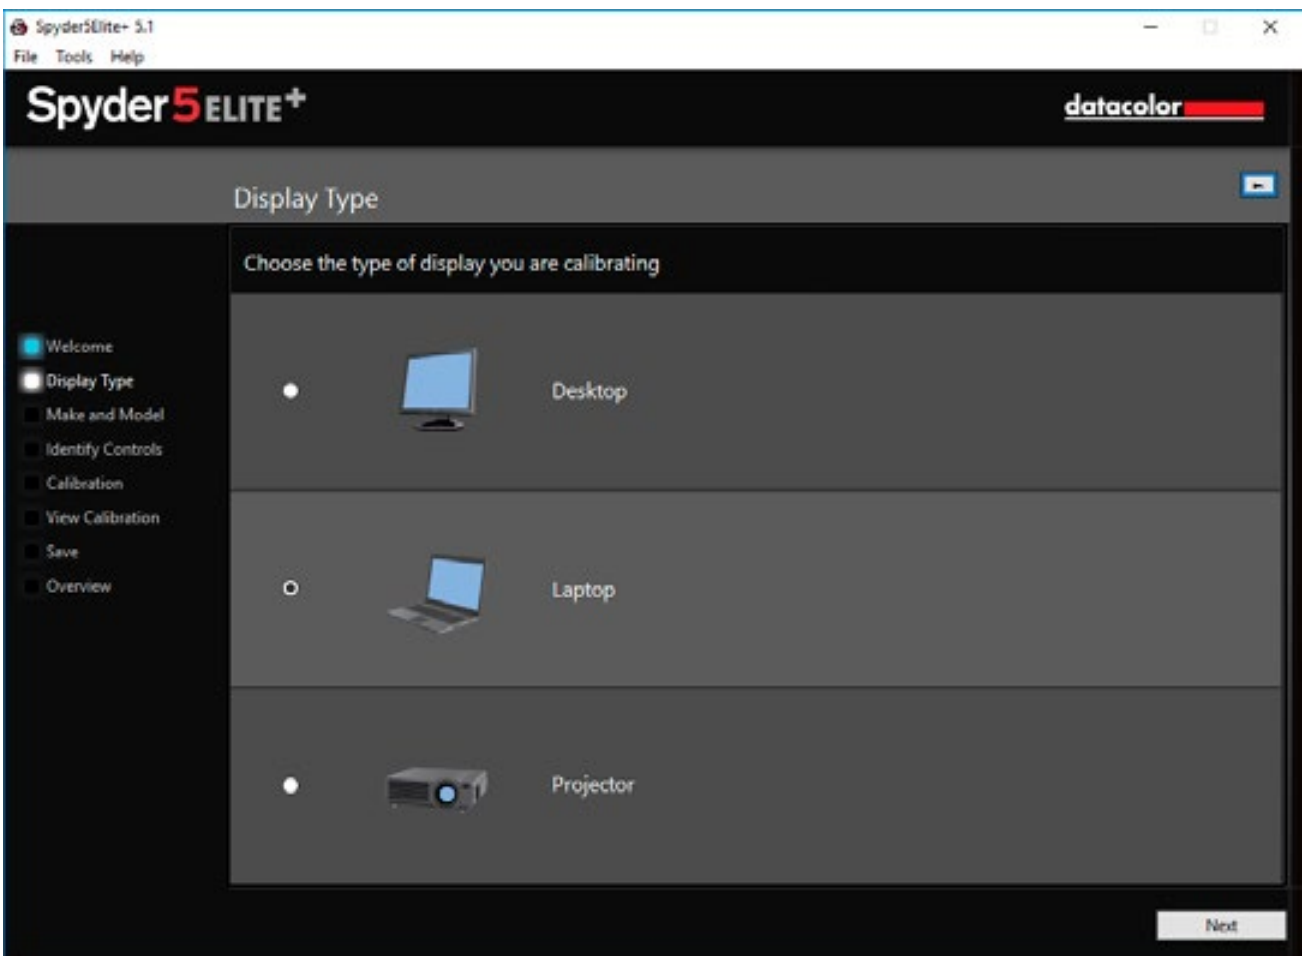 Spyder5Elite+ 5.1
File Tools Help
Spyder5ELITE+
datacolor
Display Type
Choose the type of display you are calibrating
Welcome
Display Type
Make and Model
Identify Controls
Calibration
View Calibration
Save
Overview
Desktop
Laptop
Projector
Next